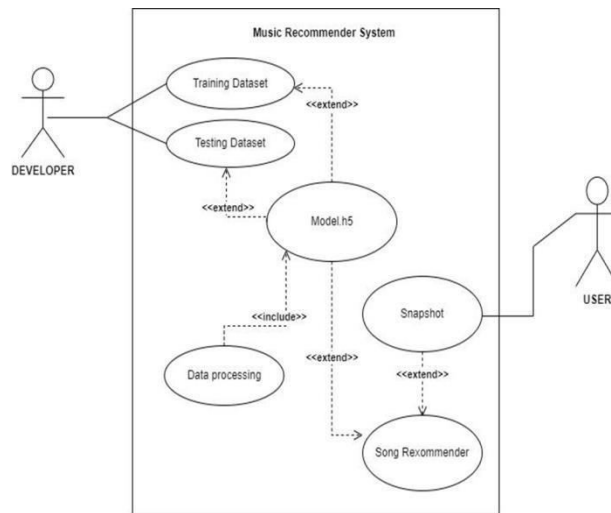 Music Recommender System
Training Dataset
<<extend>>
Testing Dataset
DEVELOPER
<<extend>>
Model.h5
USER
<<include>>
Snapshot
<<extend>>
Data processing
<<extend>>
Song Rexommender